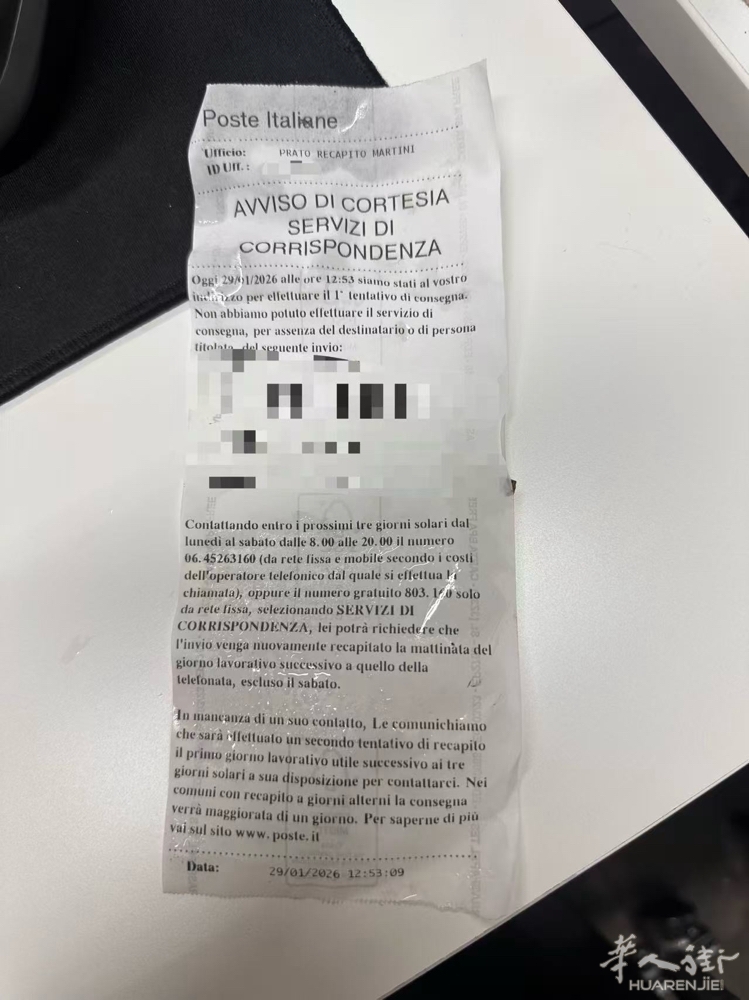 Poste Italiane
Ufficio: PRATO RECAPITO MARTINI
ID Uff.:
AVVISO DI CORTESIA
SERVIZI DI
CORRISPONDENZA
Oggi 29/01/2026 alle ore 12:53 siamo stati al vostro
indirizzo per effettuare il 1° tentativo di consegna.
Non abbiamo potuto effettuare il servizio di
consegna, per assenza del destinatario o di persona
titolata, del seguente invio:
Contattando entro i prossimi tre giorni solari dal
lunedì al sabato dalle 8.00 alle 20.00 il numero
06.45263160 (da rete fissa e mobile secondo i costi
dell'operatore telefonico dal quale si effettua la
chiamata), oppure il numero gratuito 803.160 solo
da rete fissa, selezionando SERVIZI DI
CORRISPONDENZA, lei potrà richiedere che
l'invio venga nuovamente recapitato la mattinata del
giorno lavorativo successivo a quello della
telefonata, escluso il sabato.
In mancanza di un suo contatto, Le comunichiamo
che sarà effettuato un secondo tentativo di recapito
il primo giorno lavorativo utile successivo ai tre
giorni solari a sua disposizione per contattarci. Nei
comuni con recapito a giorni alterni la consegna
verrà maggiorata di un giorno. Per saperne di più
vai sul sito www.poste.it
Data: 29/01/2026 12:53:09
華人街
HUARENJIE